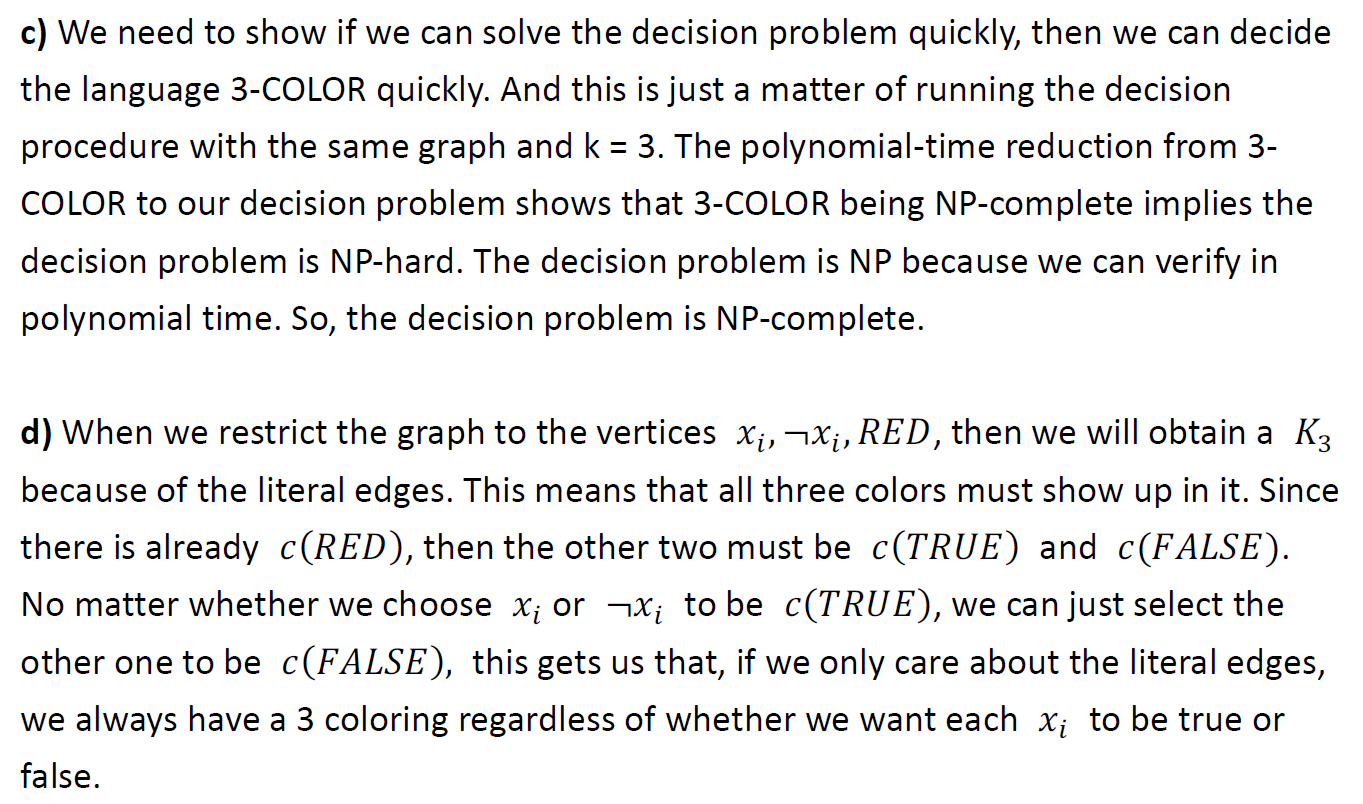 c) We need to show if we can solve the decision problem quickly, then we can decide
the language 3-COLOR quickly. And this is just a matter of running the decision
procedure with the same graph and k = 3. The polynomial-time reduction from 3-
COLOR to our decision problem shows that 3-COLOR being NP-complete implies the
decision problem is NP-hard. The decision problem is NP because we can verify in
polynomial time. So, the decision problem is NP-complete.
d) When we restrict the graph to the vertices xᵢ, ¬xᵢ, RED, then we will obtain a K₃
because of the literal edges. This means that all three colors must show up in it. Since
there is already c(RED), then the other two must be c(TRUE) and c(FALSE).
No matter whether we choose xᵢ or ¬xᵢ to be c(TRUE), we can just select the
other one to be c(FALSE), this gets us that, if we only care about the literal edges,
we always have a 3 coloring regardless of whether we want each xᵢ to be true or
false.